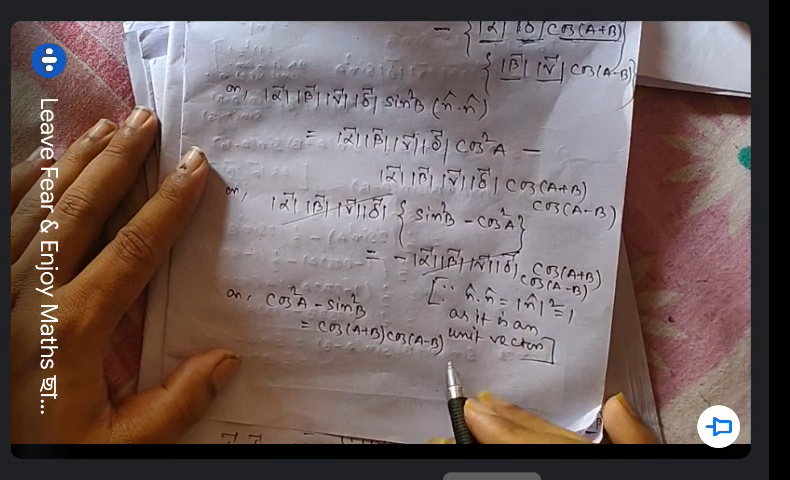 - { |α⃗| |δ⃗| cos(A+B) }
{ |β⃗| |γ⃗| cos(A-B) }
or, |α⃗| |β⃗| |γ⃗| |δ⃗| sin²B (n̂.n̂)
= |α⃗| |β⃗| |γ⃗| |δ⃗| cos²A -
|α⃗| |β⃗| |γ⃗| |δ⃗| cos(A+B)
cos(A-B)
or, |α⃗| |β⃗| |γ⃗| |δ⃗| { sin²B - cos²A }
= - |α⃗| |β⃗| |γ⃗| |δ⃗| cos(A+B)
cos(A-B)
[∵ n̂.n̂ = |n̂|² = 1
as it is an
unit vector]
or, cos²A - sin²B
= cos(A+B) cos(A-B)
Leave Fear & Enjoy Maths ছা...